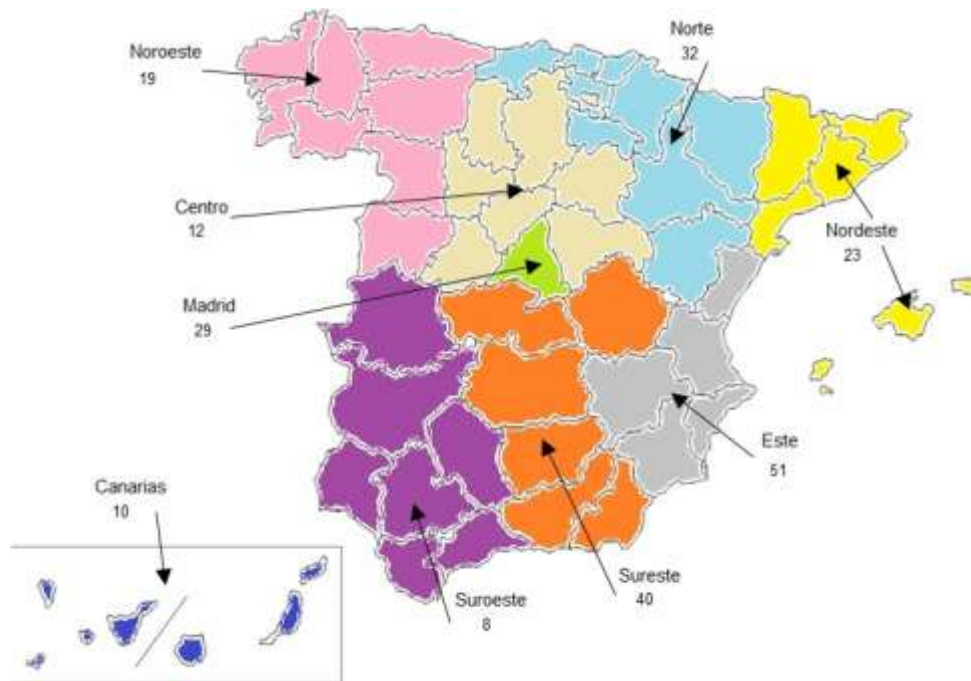 Noroeste
19
Norte
32
Centro
12
Nordeste
23
Madrid
29
Este
51
Canarias
10
Sureste
40
Suroeste
8